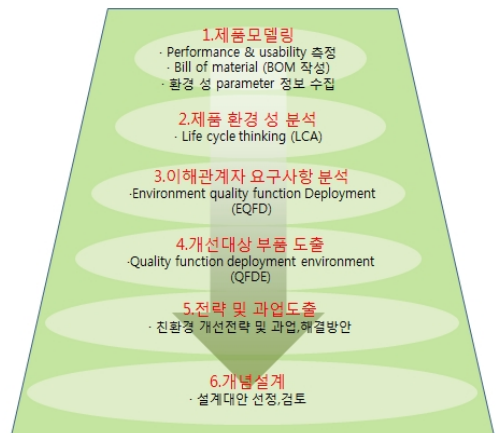 1.제품모델링
· Performance & usability 측정
· Bill of material (BOM 작성)
· 환경 성 parameter 정보 수집
2.제품 환경 성 분석
· Life cycle thinking (LCA)
3.이해관계자 요구사항 분석
·Environment quality function Deployment
(EQFD)
4.개선대상 부품 도출
·Quality function deployment environment
(QFDE)
5.전략 및 과업도출
· 친환경 개선전략 및 과업,해결방안
6.개념설계
· 설계대안 선정,검토